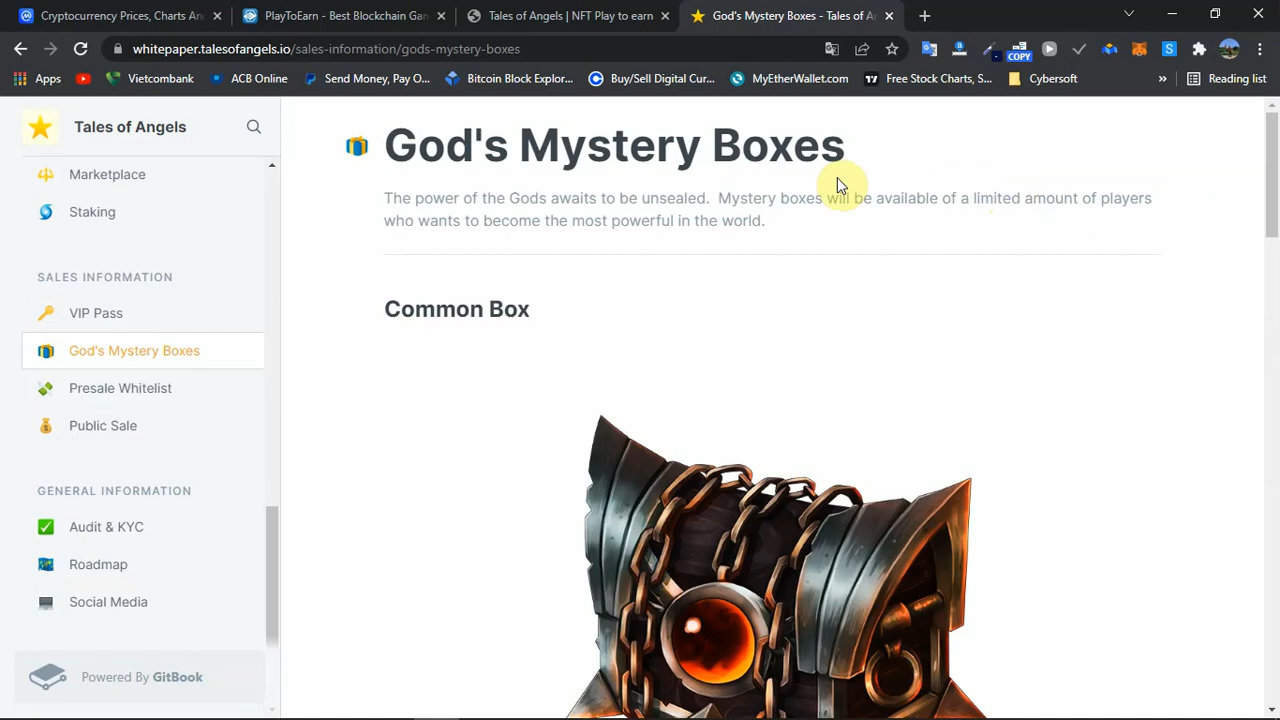 Cryptocurrency Prices, Charts An
PlayToEarn - Best Blockchain Gam
Tales of Angels | NFT Play to earn
God's Mystery Boxes - Tales of An
whitepaper.talesofangels.io/sales-information/gods-mystery-boxes
COPY
S
Apps
Vietcombank
ACB Online
Send Money, Pay O...
Bitcoin Block Explor...
Buy/Sell Digital Cur...
MyEtherWallet.com
Free Stock Charts, S...
Cybersoft
»
Reading list
Tales of Angels
Marketplace
Staking
SALES INFORMATION
VIP Pass
God's Mystery Boxes
Presale Whitelist
Public Sale
GENERAL INFORMATION
Audit & KYC
Roadmap
Social Media
Powered By GitBook
God's Mystery Boxes
The power of the Gods awaits to be unsealed. Mystery boxes will be available of a limited amount of players
who wants to become the most powerful in the world.
Common Box